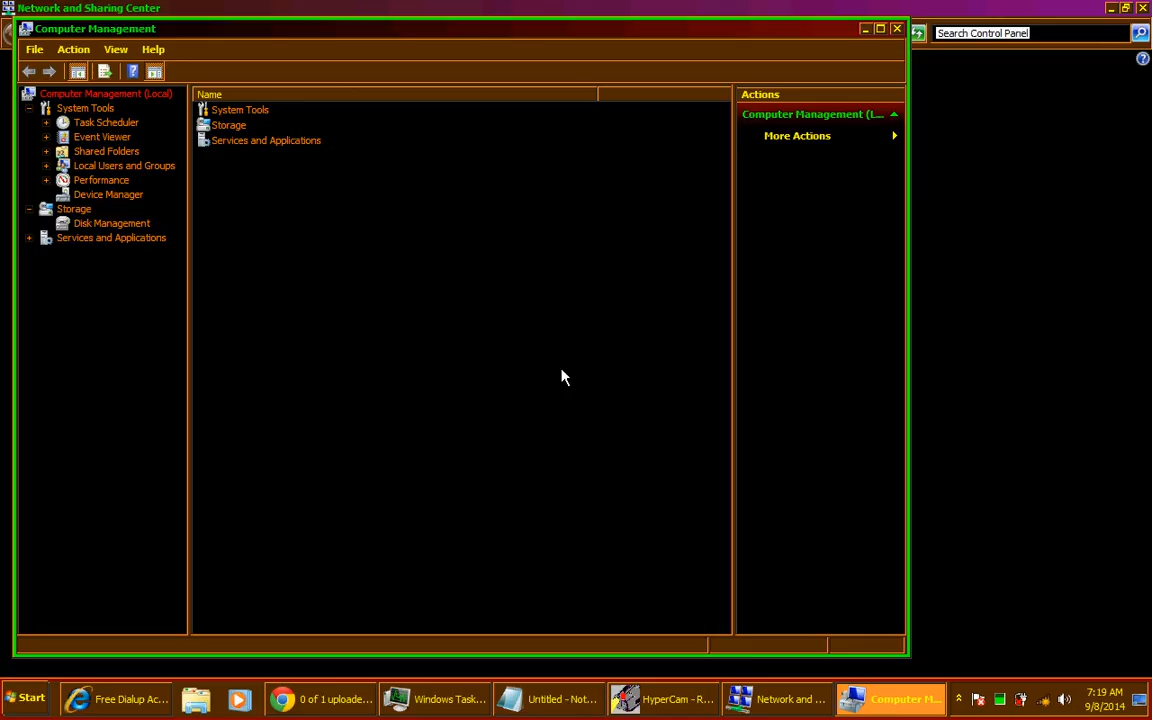 Network and Sharing Center
Computer Management
Search Control Panel
File Action View Help
Computer Management (Local)
System Tools
Task Scheduler
Event Viewer
Shared Folders
Local Users and Groups
Performance
Device Manager
Storage
Disk Management
Services and Applications
Name
System Tools
Storage
Services and Applications
Actions
Computer Management (L...
More Actions
Start
Free Dialup Ac...
0 of 1 uploade...
Windows Task...
Untitled - Not...
HyperCam - R...
Network and ...
Computer M...
7:19 AM
9/8/2014